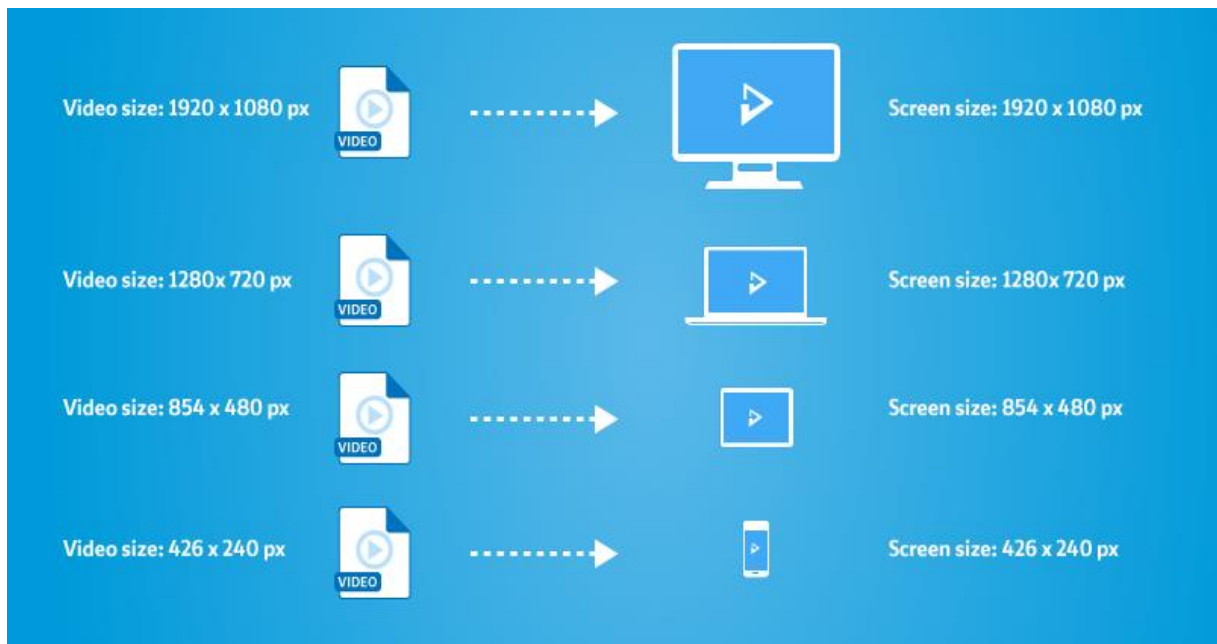 Video size: 1920 x 1080 px
VIDEO
Screen size: 1920 x 1080 px
Video size: 1280x 720 px
VIDEO
Screen size: 1280x 720 px
Video size: 854 x 480 px
VIDEO
Screen size: 854 x 480 px
Video size: 426 x 240 px
VIDEO
Screen size: 426 x 240 px